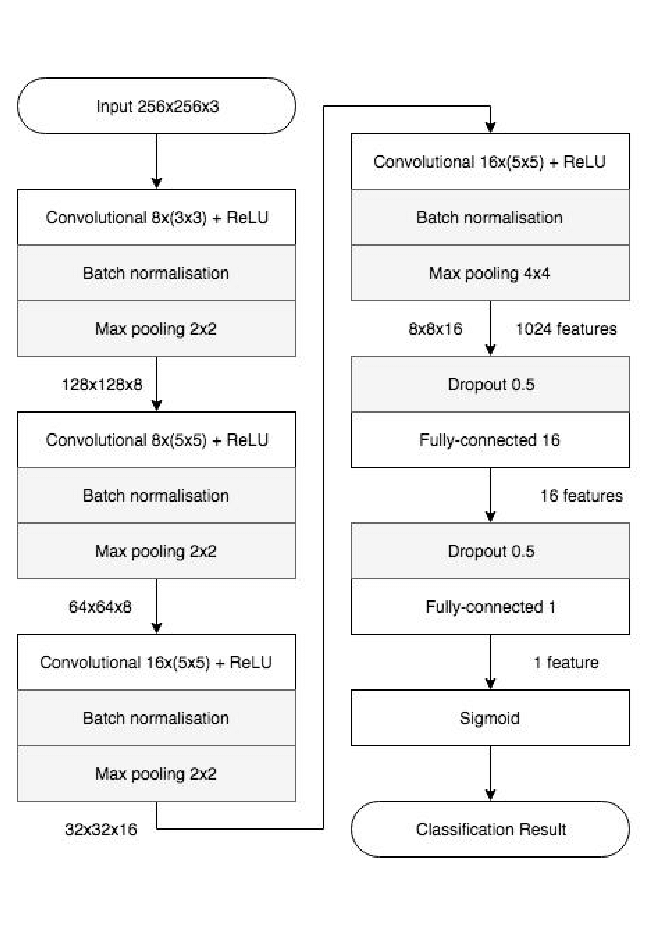 Input 256x256x3
Convolutional 8x(3x3) + ReLU
Batch normalisation
Max pooling 2x2
128x128x8
Convolutional 8x(5x5) + ReLU
Batch normalisation
Max pooling 2x2
64x64x8
Convolutional 16x(5x5) + ReLU
Batch normalisation
Max pooling 2x2
32x32x16
Convolutional 16x(5x5) + ReLU
Batch normalisation
Max pooling 4x4
8x8x16 1024 features
Dropout 0.5
Fully-connected 16
16 features
Dropout 0.5
Fully-connected 1
1 feature
Sigmoid
Classification Result